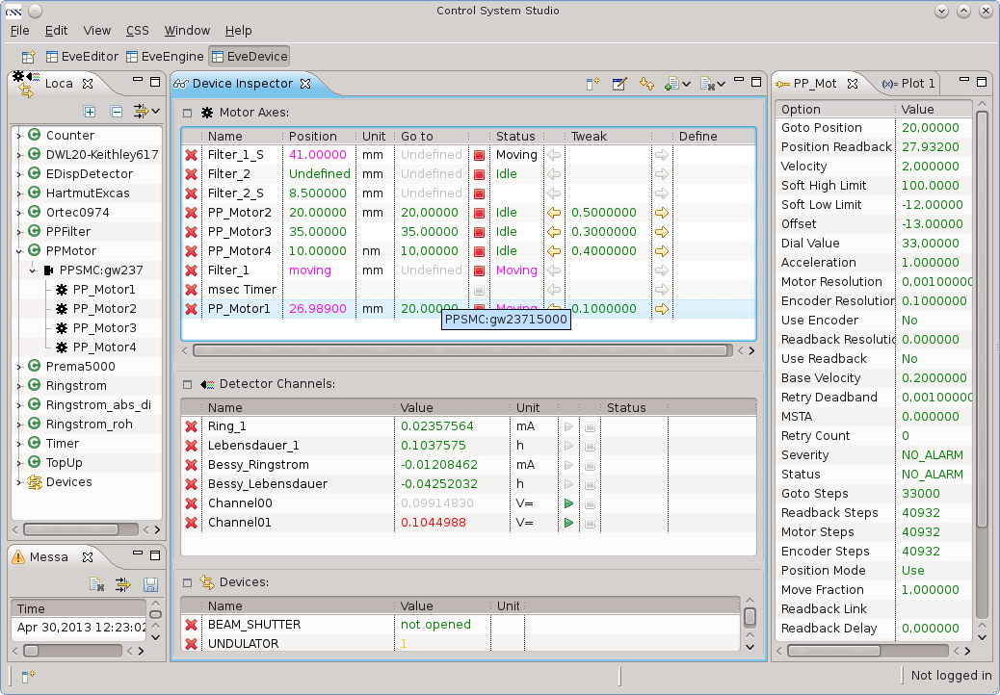 CSS
Control System Studio
File Edit View CSS Window Help
EveEditor EveEngine EveDevice
Loca
Counter
DWL20-Keithley617
EDispDetector
HartmutExcas
Ortec0974
PPFilter
PPMotor
PPSMC:gw237
PP_Motor1
PP_Motor2
PP_Motor3
PP_Motor4
Prema5000
Ringstrom
Ringstrom_abs_di
Ringstrom_roh
Timer
TopUp
Devices
Messa
Time
Apr 30,2013 12:23:02
Device Inspector
Motor Axes:
Name Position Unit Go to Status Tweak Define
Filter_1_S 41.00000 mm Undefined Moving
Filter_2 Undefined mm Undefined Idle
Filter_2_S 8.500000 mm Undefined
PP_Motor2 20.00000 mm 20.00000 Idle 0.5000000
PP_Motor3 35.00000 mm 35.00000 Idle 0.3000000
PP_Motor4 10.00000 nm 10.00000 Idle 0.4000000
Filter_1 moving mm Undefined Moving
msec Timer
PP_Motor1 26.98900 mm 20.00000 Moving 0.1000000
PPSMC:gw23715000
Detector Channels:
Name Value Unit Status
Ring_1 0.02357564 mA
Lebensdauer_1 0.1037575 h
Bessy_Ringstrom -0.01208462 mA
Bessy_Lebensdauer -0.04252032 h
Channel00 0.09914830 V=
Channel01 0.1044988 V=
Devices:
Name Value Unit
BEAM_SHUTTER not opened
UNDULATOR 1
PP_Mot (x)= Plot 1
Option Value
Goto Position 20.00000
Position Readback 27.93200
Velocity 2.000000
Soft High Limit 100.0000
Soft Low Limit -12.00000
Offset -13.00000
Dial Value 33.00000
Acceleration 1.000000
Motor Resolution 0.00100000
Encoder Resolution 0.1000000
Use Encoder No
Readback Resolutio 0.000000
Use Readback No
Base Velocity 0.2000000
Retry Deadband 0.00100000
MSTA 0.000000
Retry Count 0
Severity NO_ALARM
Status NO_ALARM
Goto Steps 33000
Readback Steps 40932
Motor Steps 40932
Encoder Steps 40932
Position Mode Use
Move Fraction 1.000000
Readback Link
Readback Delay 0.000000
Not logged in